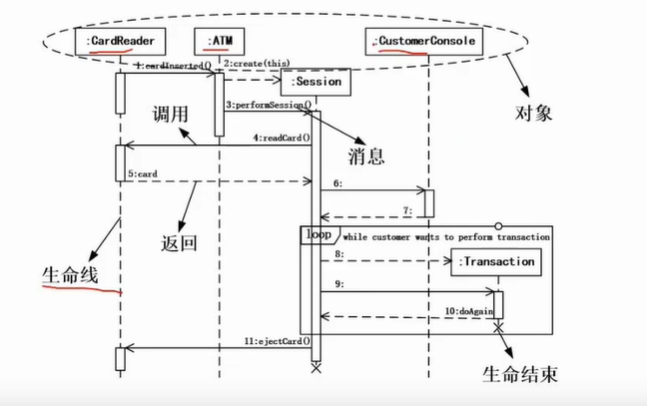 :CardReader
:ATM
:CustomerConsole
1:cardInserted()
2:create(this)
:Session
对象
3:performSession()
调用
消息
4:readCard()
5:card
6:
返回
7:
loop
while customer wants to perform transaction
生命线
8:
:Transaction
9:
10:doAgain
11:ejectCard()
生命结束